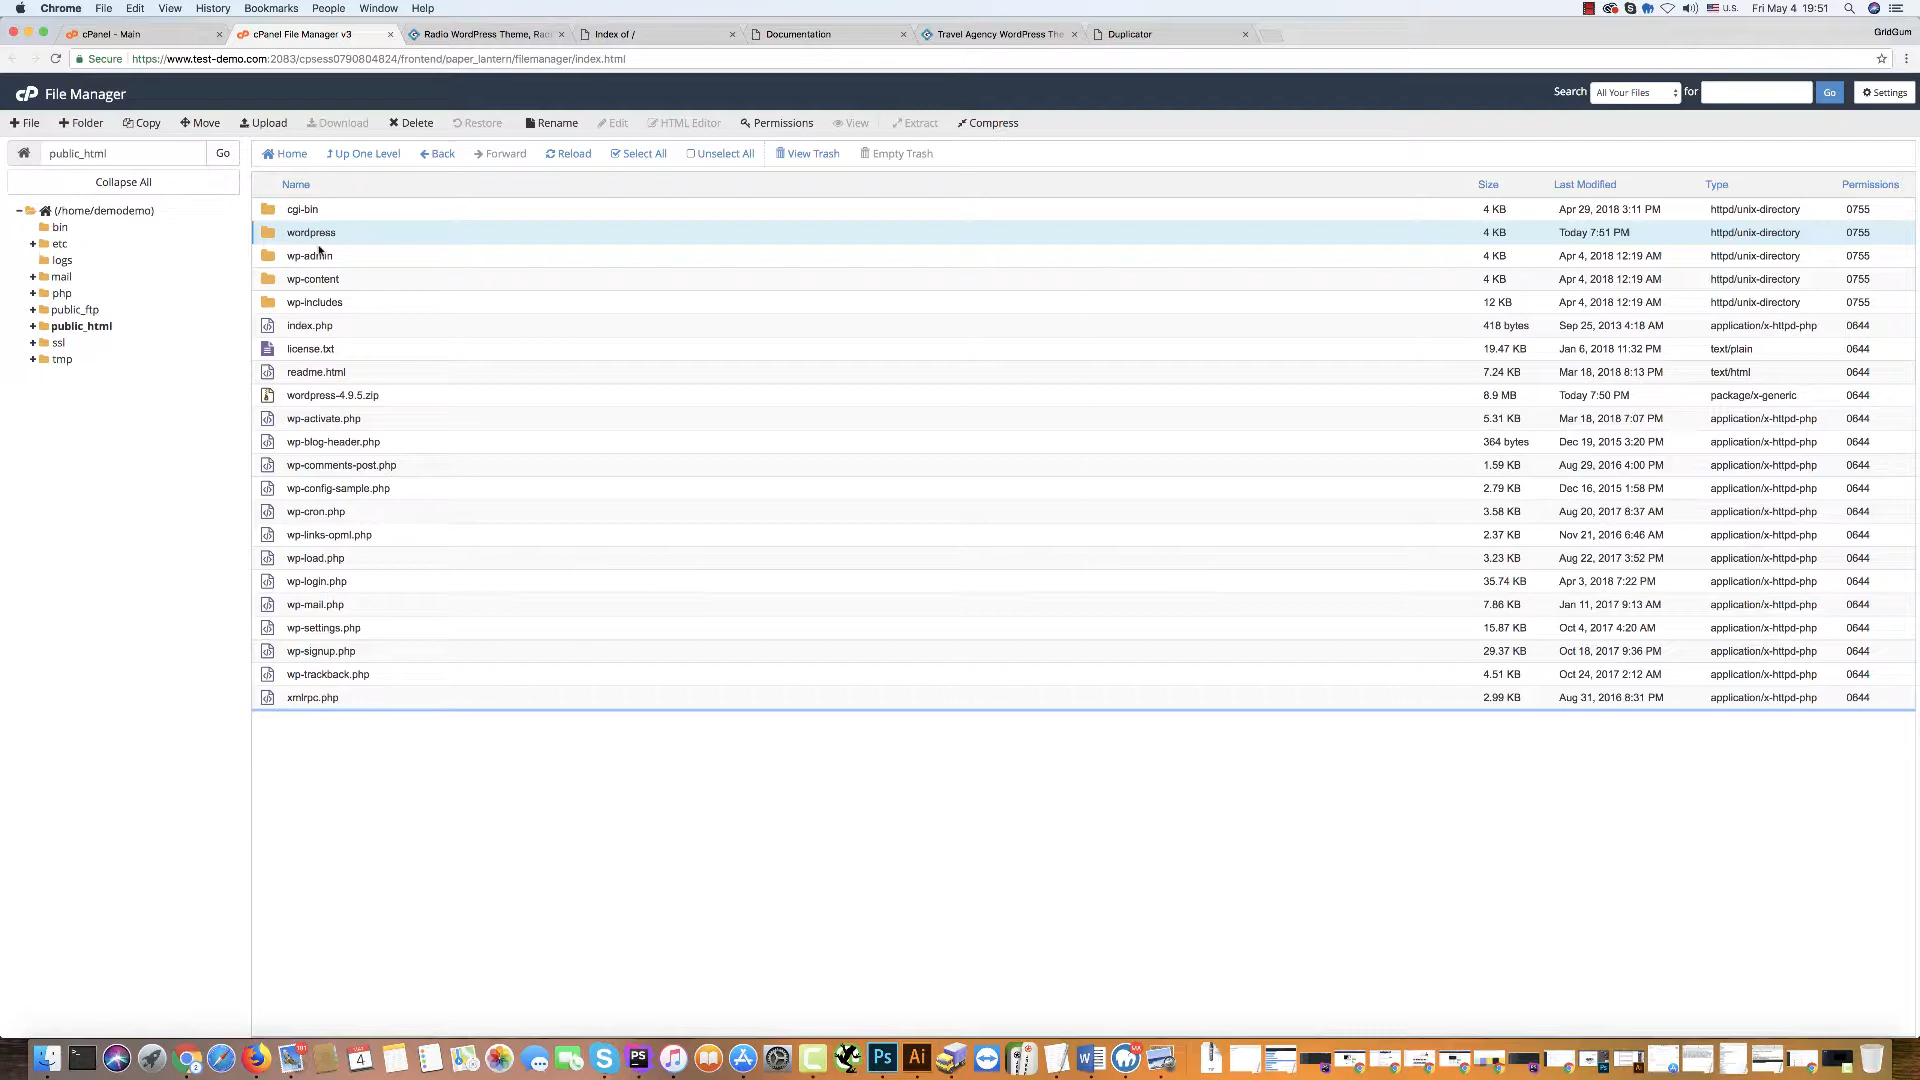 Chrome File Edit View History Bookmarks People Window Help U.S. Fri May 4 19:51
cPanel - Main × cPanel File Manager v3 × Radio WordPress Theme, Rad × Index of / × Documentation × Travel Agency WordPress The × Duplicator × GridGum
Secure https://www.test-demo.com:2083/cpsess0790804824/frontend/paper_lantern/filemanager/index.html
cP File Manager Search All Your Files for Go Settings
+ File + Folder Copy Move Upload Download Delete Restore Rename Edit HTML Editor Permissions View Extract Compress
public_html Go Home Up One Level Back Forward Reload Select All Unselect All View Trash Empty Trash
Collapse All
(/home/demodemo)
bin
etc
logs
mail
php
public_ftp
public_html
ssl
tmp
Name Size Last Modified Type Permissions
cgi-bin 4 KB Apr 29, 2018 3:11 PM httpd/unix-directory 0755
wordpress 4 KB Today 7:51 PM httpd/unix-directory 0755
wp-admin 4 KB Apr 4, 2018 12:19 AM httpd/unix-directory 0755
wp-content 4 KB Apr 4, 2018 12:19 AM httpd/unix-directory 0755
wp-includes 12 KB Apr 4, 2018 12:19 AM httpd/unix-directory 0755
index.php 418 bytes Sep 25, 2013 4:18 AM application/x-httpd-php 0644
license.txt 19.47 KB Jan 6, 2018 11:32 PM text/plain 0644
readme.html 7.24 KB Mar 18, 2018 8:13 PM text/html 0644
wordpress-4.9.5.zip 8.9 MB Today 7:50 PM package/x-generic 0644
wp-activate.php 5.31 KB Mar 18, 2018 7:07 PM application/x-httpd-php 0644
wp-blog-header.php 364 bytes Dec 19, 2015 3:20 PM application/x-httpd-php 0644
wp-comments-post.php 1.59 KB Aug 29, 2016 4:00 PM application/x-httpd-php 0644
wp-config-sample.php 2.79 KB Dec 16, 2015 1:58 PM application/x-httpd-php 0644
wp-cron.php 3.58 KB Aug 20, 2017 8:37 AM application/x-httpd-php 0644
wp-links-opml.php 2.37 KB Nov 21, 2016 6:46 AM application/x-httpd-php 0644
wp-load.php 3.23 KB Aug 22, 2017 3:52 PM application/x-httpd-php 0644
wp-login.php 35.74 KB Apr 3, 2018 7:22 PM application/x-httpd-php 0644
wp-mail.php 7.86 KB Jan 11, 2017 9:13 AM application/x-httpd-php 0644
wp-settings.php 15.87 KB Oct 4, 2017 4:20 AM application/x-httpd-php 0644
wp-signup.php 29.37 KB Oct 18, 2017 9:36 PM application/x-httpd-php 0644
wp-trackback.php 4.51 KB Oct 24, 2017 2:12 AM application/x-httpd-php 0644
xmlrpc.php 2.99 KB Aug 31, 2016 8:31 PM application/x-httpd-php 0644
4 PS Ps Ai W